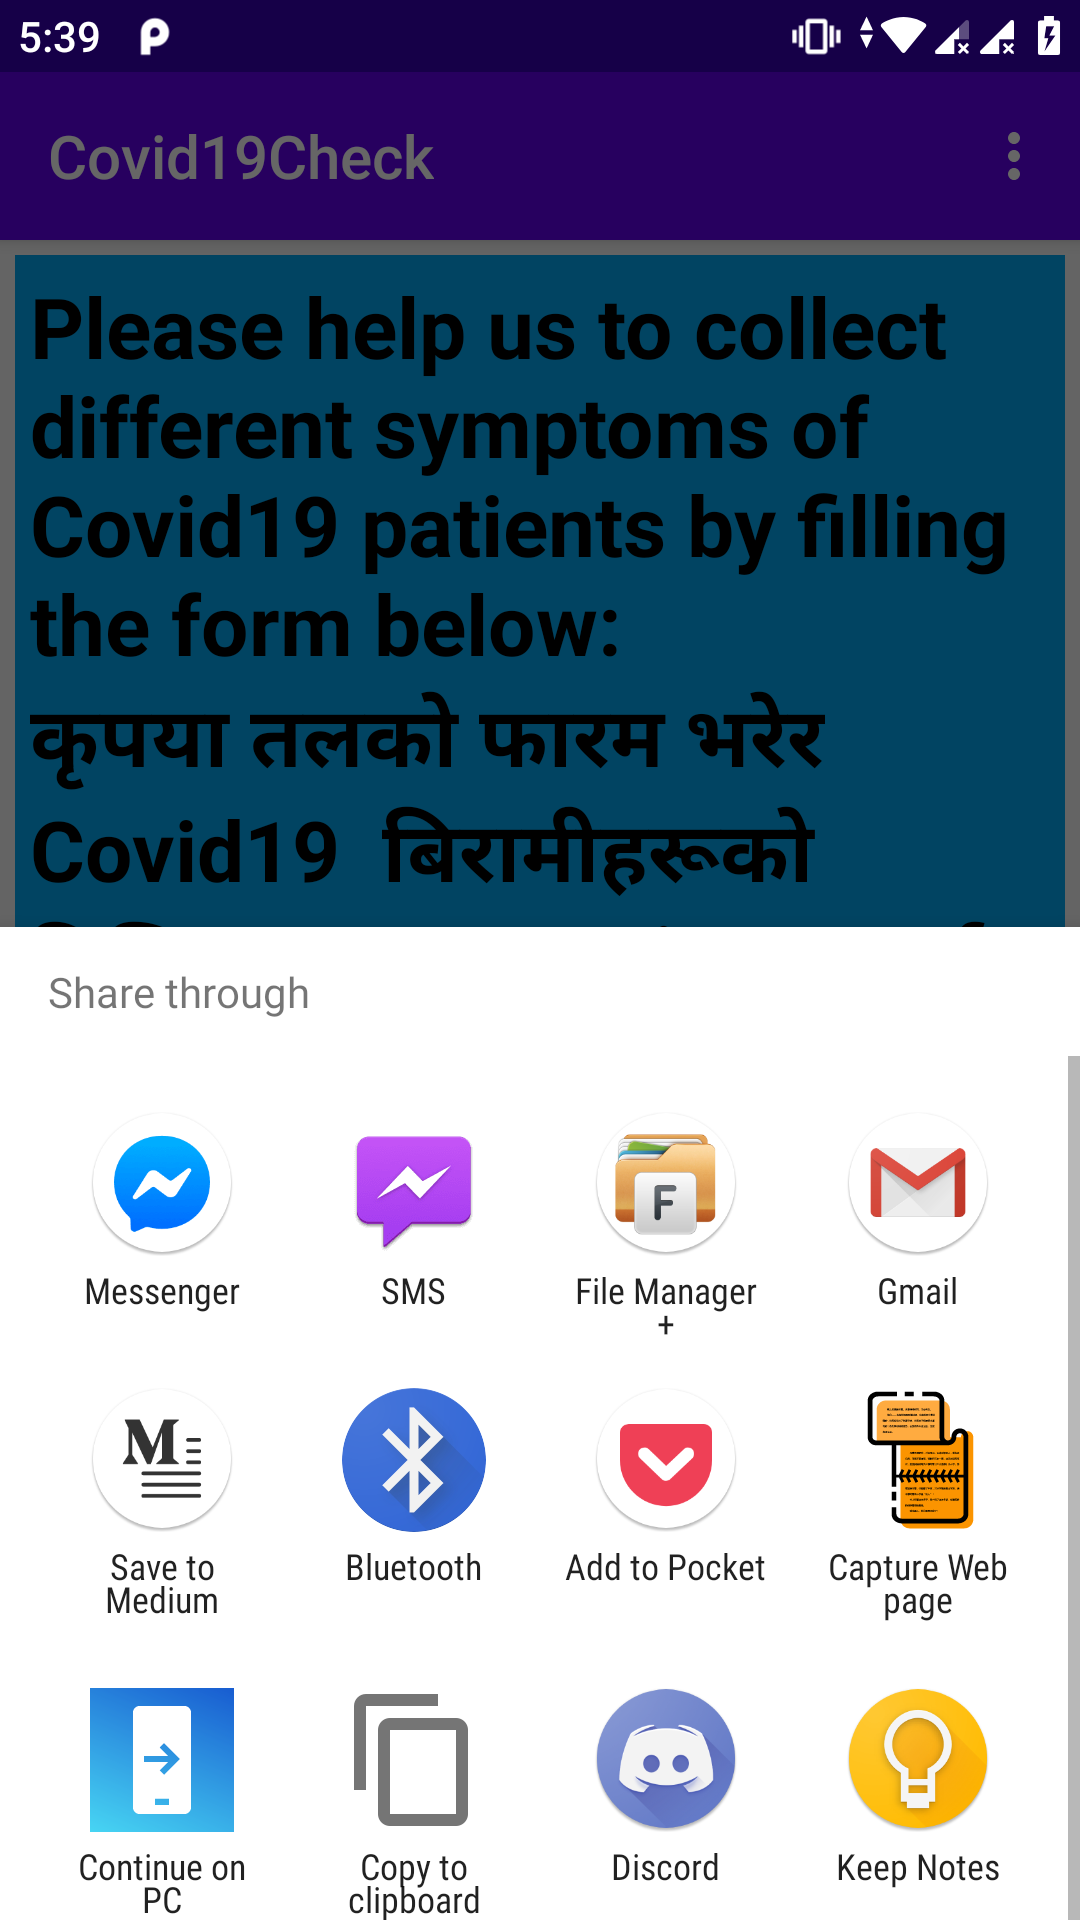 5:39
Covid19Check
Please help us to collect
different symptoms of
Covid19 patients by filling
the form below:
कृपया तलको फारम भरेर
Covid19 बिरामीहरूको
Share through
Messenger
SMS
File Manager
+
Gmail
Save to
Medium
Bluetooth
Add to Pocket
Capture Web
page
Continue on
PC
Copy to
clipboard
Discord
Keep Notes